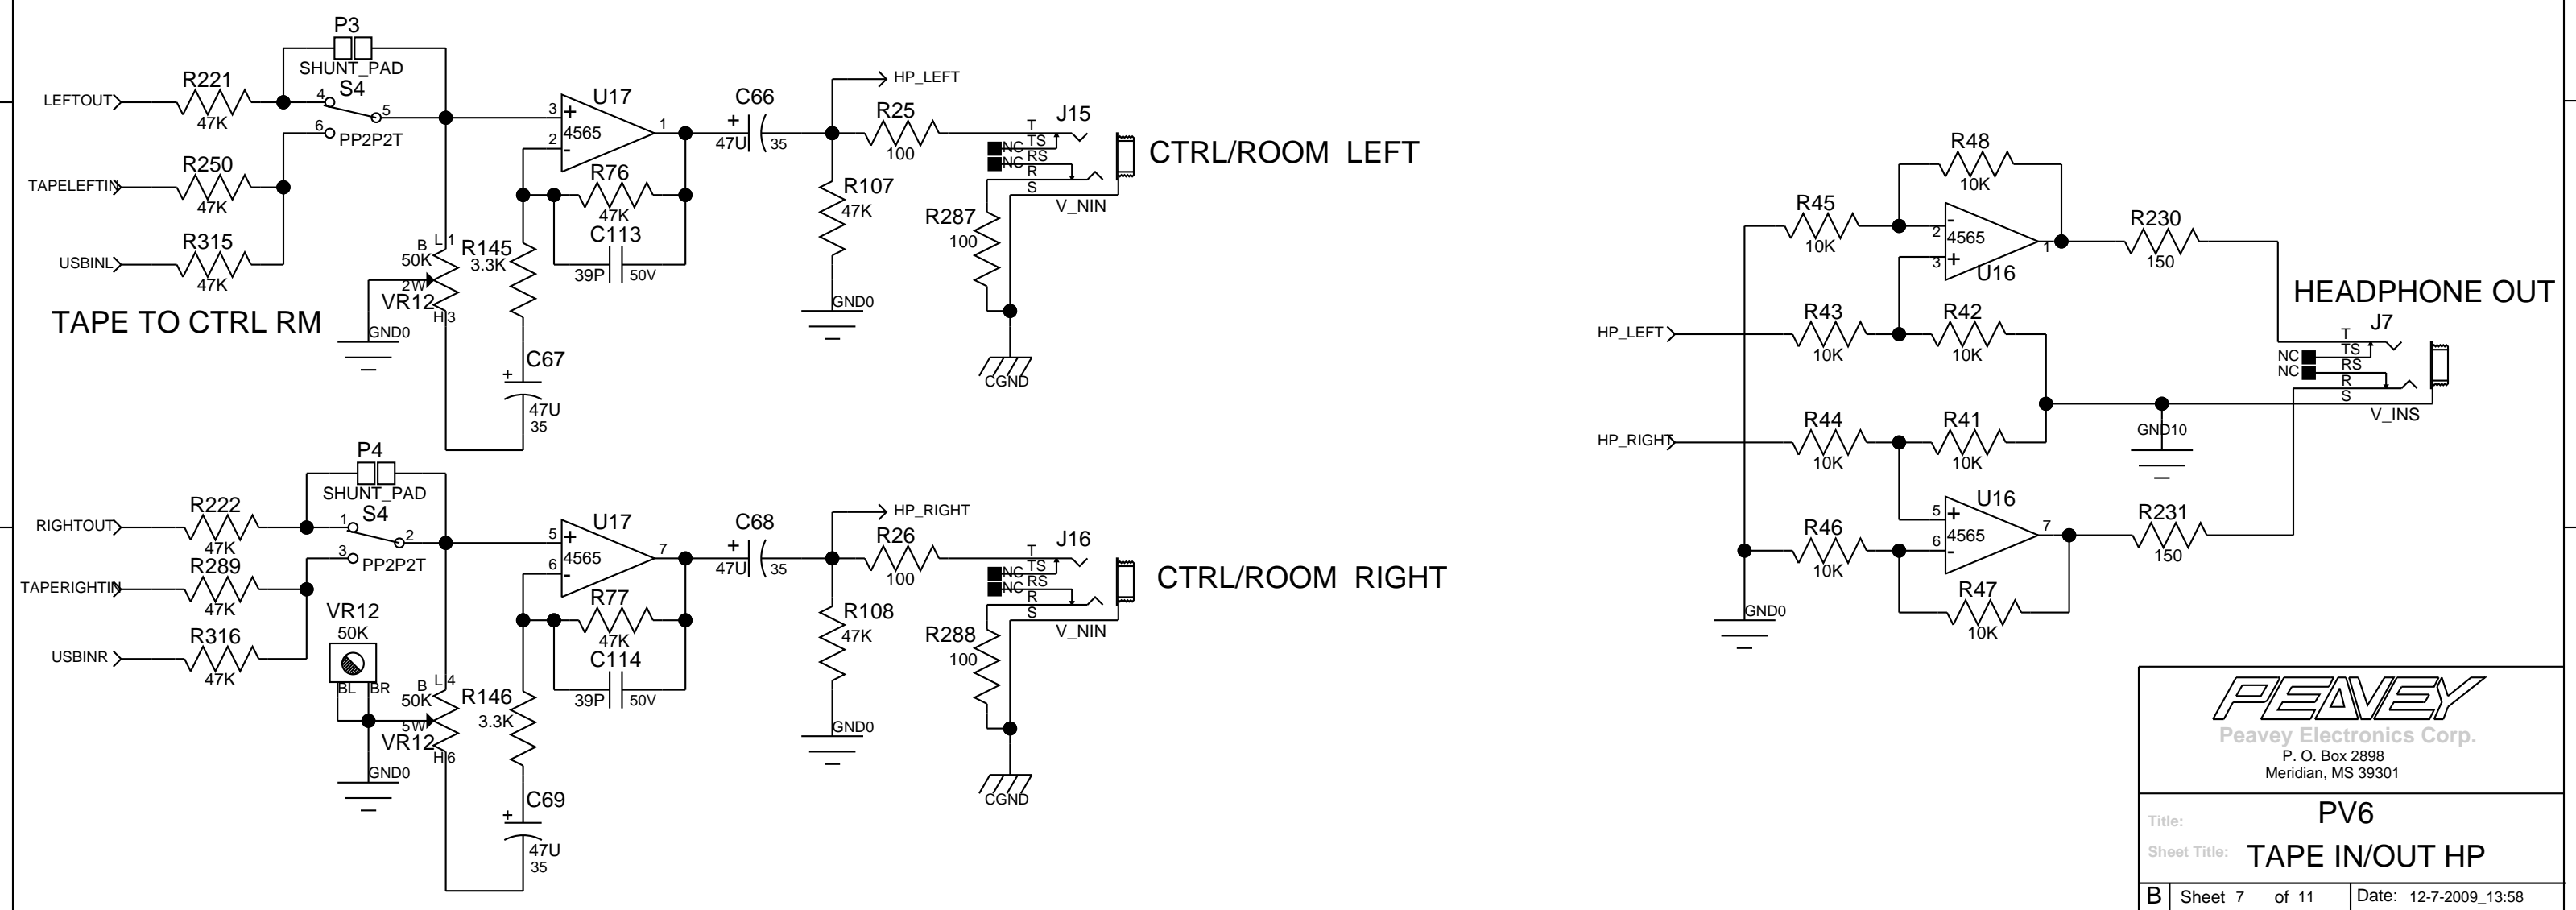 P3
SHUNT_PAD
S4
LEFTOUT
R221
47K
4
5
6
PP2P2T
TAPELEFTIN
R250
47K
USBINL
R315
47K
TAPE TO CTRL RM
B
50K
L 1
2W
VR12
H 3
GND0
R145
3.3K
C67
+
47U
35
U17
3
+
4565
2
-
1
R76
47K
C113
39P
50V
C66
+
47U
35
HP_LEFT
R25
100
R107
47K
GND0
J15
T
NC TS
NC RS
R
S
V_NIN
R287
100
CGND
CTRL/ROOM LEFT
P4
SHUNT_PAD
S4
RIGHTOUT
R222
47K
1
2
3
PP2P2T
TAPERIGHTIN
R289
47K
USBINR
R316
47K
VR12
50K
BL
BR
B
50K
L 4
5W
VR12
H 6
GND0
R146
3.3K
C69
+
47U
35
U17
5
+
4565
6
-
7
R77
47K
C114
39P
50V
C68
+
47U
35
HP_RIGHT
R26
100
R108
47K
GND0
J16
T
NC TS
NC RS
R
S
V_NIN
R288
100
CGND
CTRL/ROOM RIGHT
R48
10K
R45
10K
-
2
4565
3
+
1
U16
R230
150
HP_LEFT
R43
10K
R42
10K
HEADPHONE OUT
J7
T
NC TS
NC RS
R
S
V_INS
HP_RIGHT
R44
10K
R41
10K
GND10
U16
5
+
4565
6
-
7
R231
150
R46
10K
R47
10K
GND0
PEAVEY
Peavey Electronics Corp.
P. O. Box 2898
Meridian, MS 39301
Title: PV6
Sheet Title: TAPE IN/OUT HP
B Sheet 7 of 11 Date: 12-7-2009_13:58